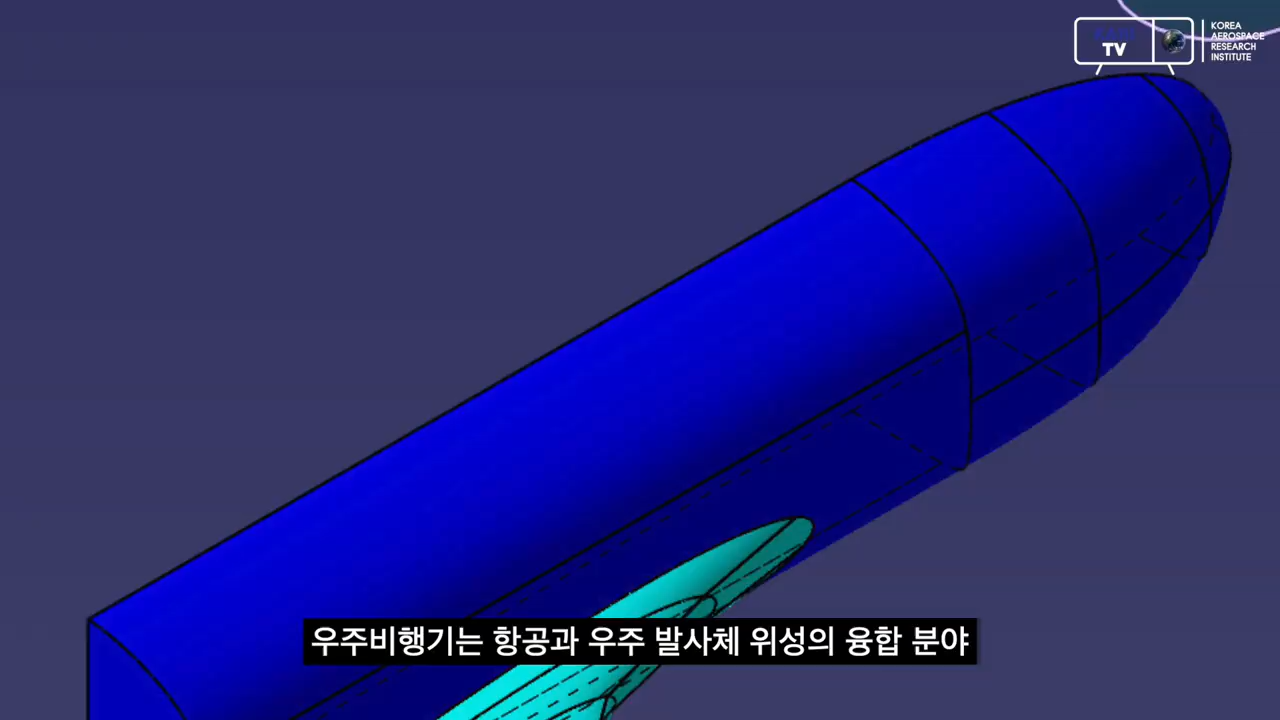 KARI
TV
KOREA
AEROSPACE
RESEARCH
INSTITUTE
우주비행기는 항공과 우주 발사체 위성의 융합 분야